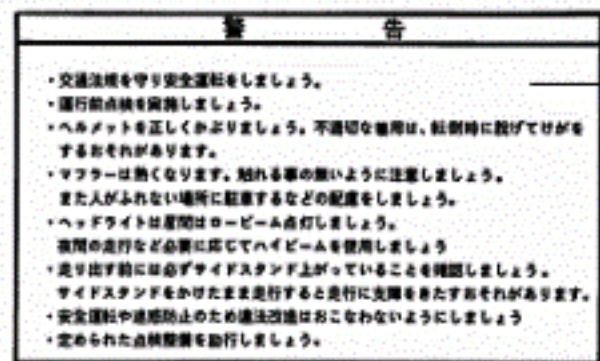 警告
・交通法規を守り安全運転をしましょう。
・運行前点検を実施しましょう。
・ヘルメットを正しくかぶりましょう。不適切な着用は、転倒時に脱げてけがを
するおそれがあります。
・マフラーは熱くなります。触れる事の無いように注意しましょう。
また人がふれない場所に駐車するなどの配慮をしましょう。
・ヘッドライトは昼間はロービーム点灯しましょう。
夜間の走行など必要に応じてハイビームを使用しましょう
・走り出す前には必ずサイドスタンド上がっていることを確認しましょう。
サイドスタンドをかけたまま走行すると走行に支障をきたすおそれがあります。
・安全運転や迷惑防止のため違法改造はおこなわないようにしましょう
・定められた点検整備を励行しましょう。